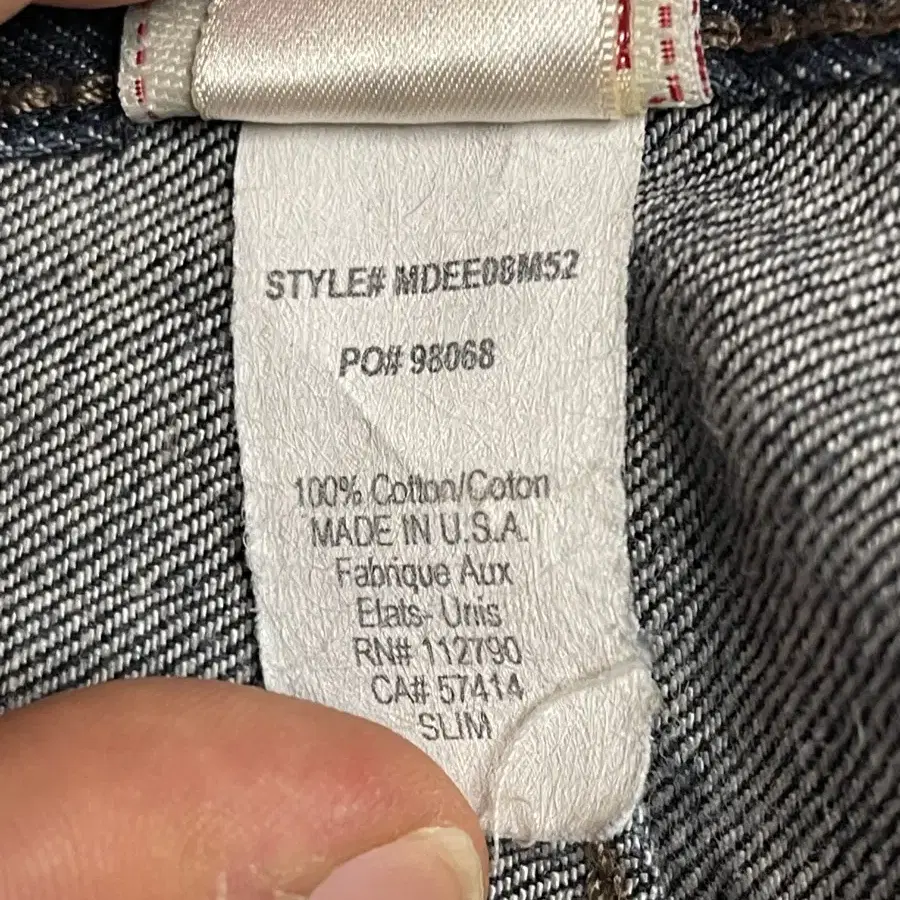 STYLE# MDEE08M52
PO# 98068
100% Cotton/Coton
MADE IN U.S.A.
Fabrique Aux
Etats- Unis
RN# 112790
CA# 57414
SLIM